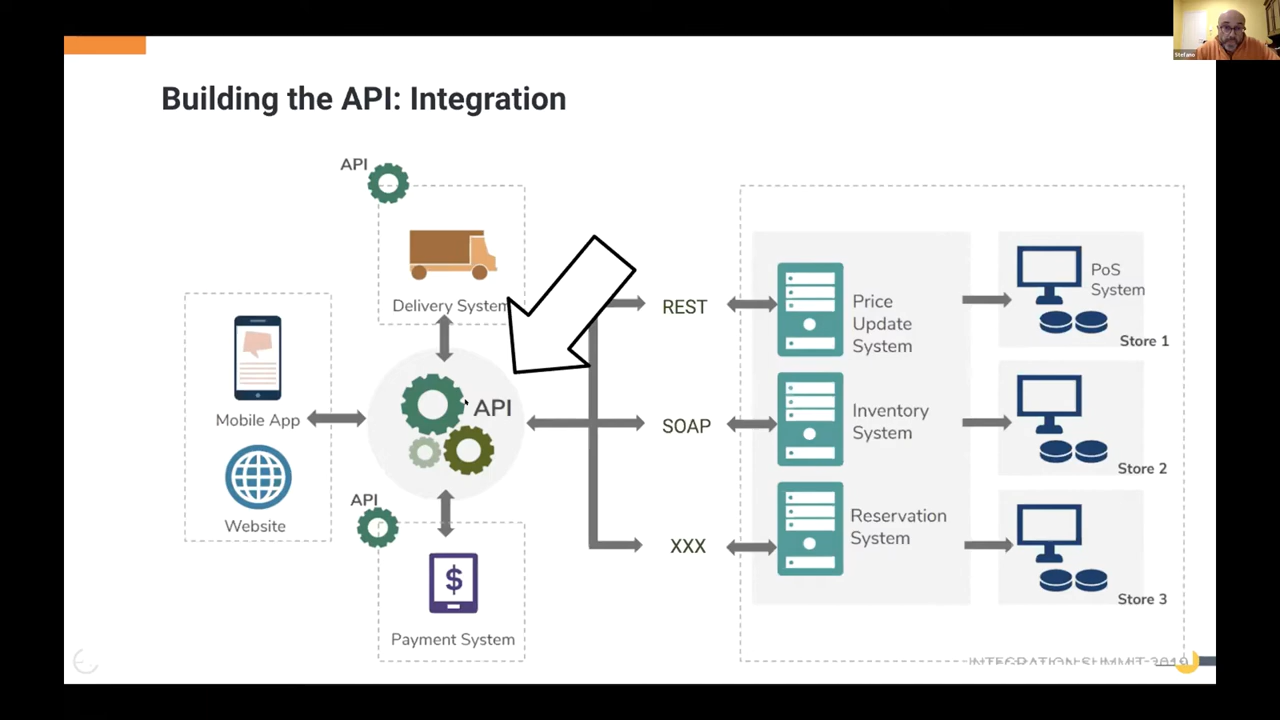 Stefano
Building the API: Integration
API
Delivery System
Mobile App
Website
API
API
Payment System
REST
SOAP
XXX
Price
Update
System
Inventory
System
Reservation
System
PoS
System
Store 1
Store 2
Store 3
INTEGRATION SUMMIT 2019